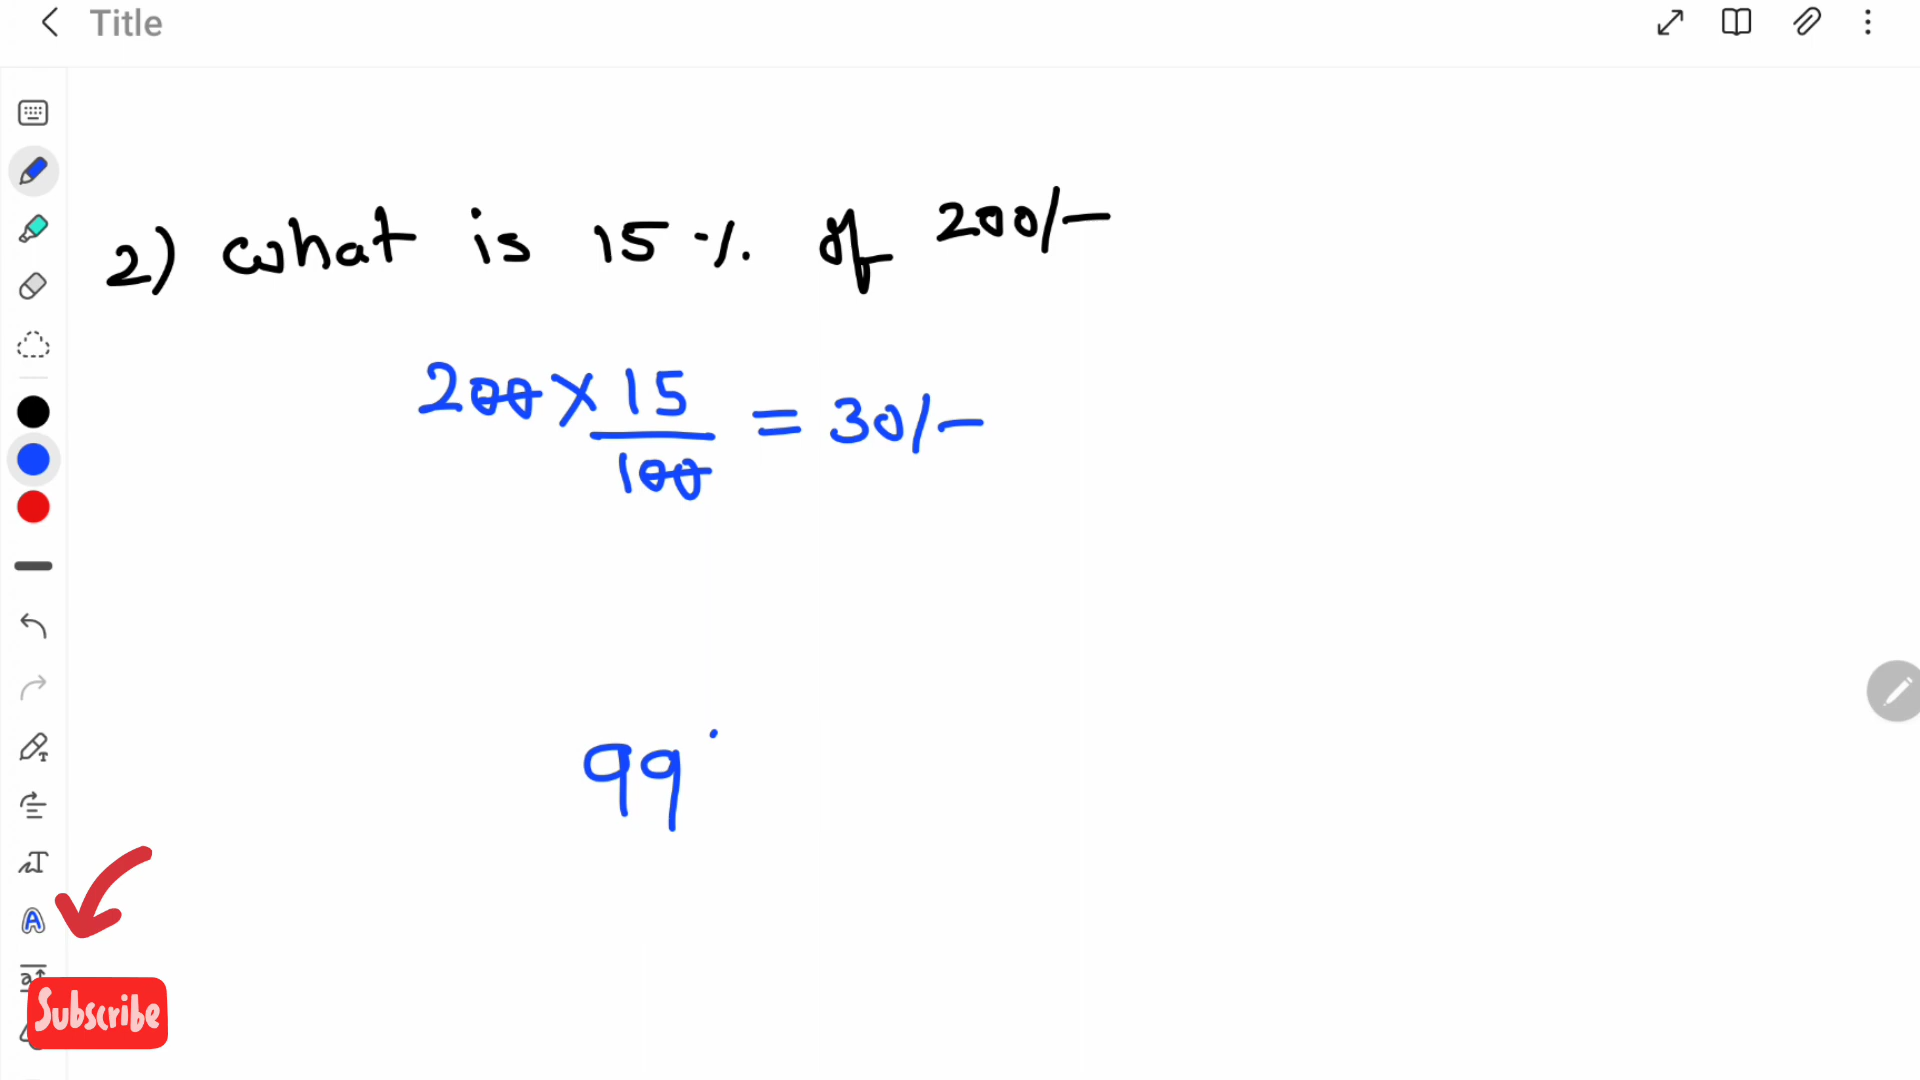 Title
2) What is 15 %. of 200/-
200 X 15/100 = 30/-
99
Subscribe